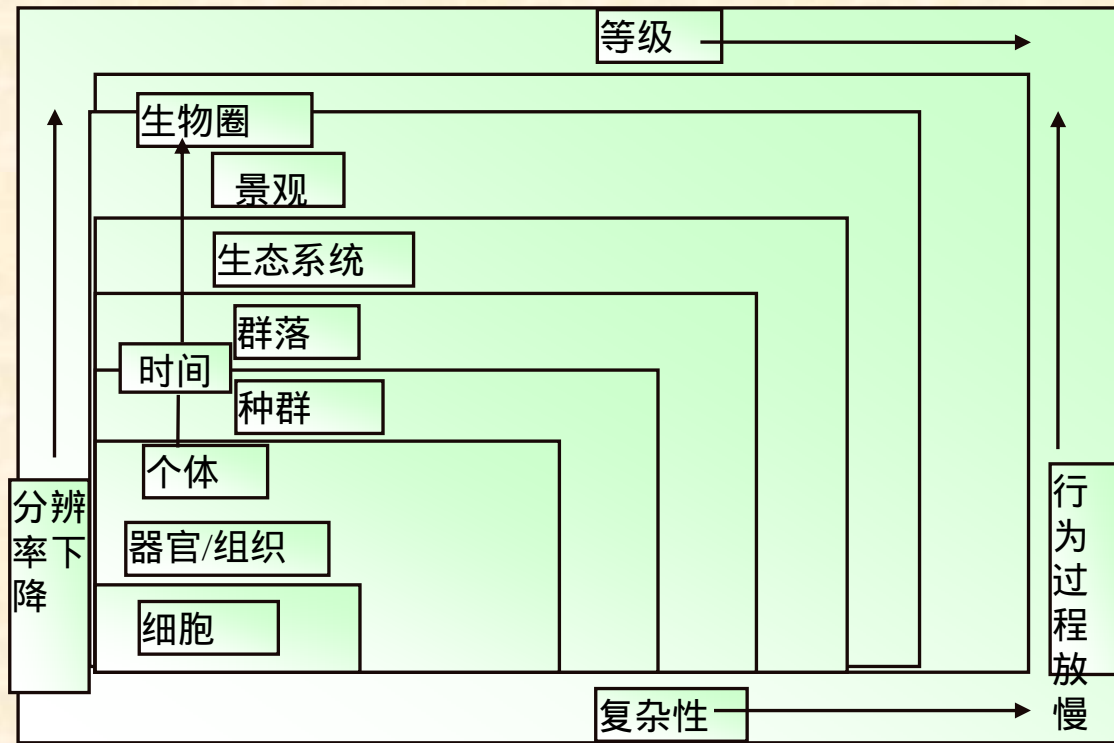 等级
生物圈
景观
生态系统
群落
时间
种群
个体
分辨
率下
降
器官/组织
细胞
行
为
过
程
放
慢
复杂性